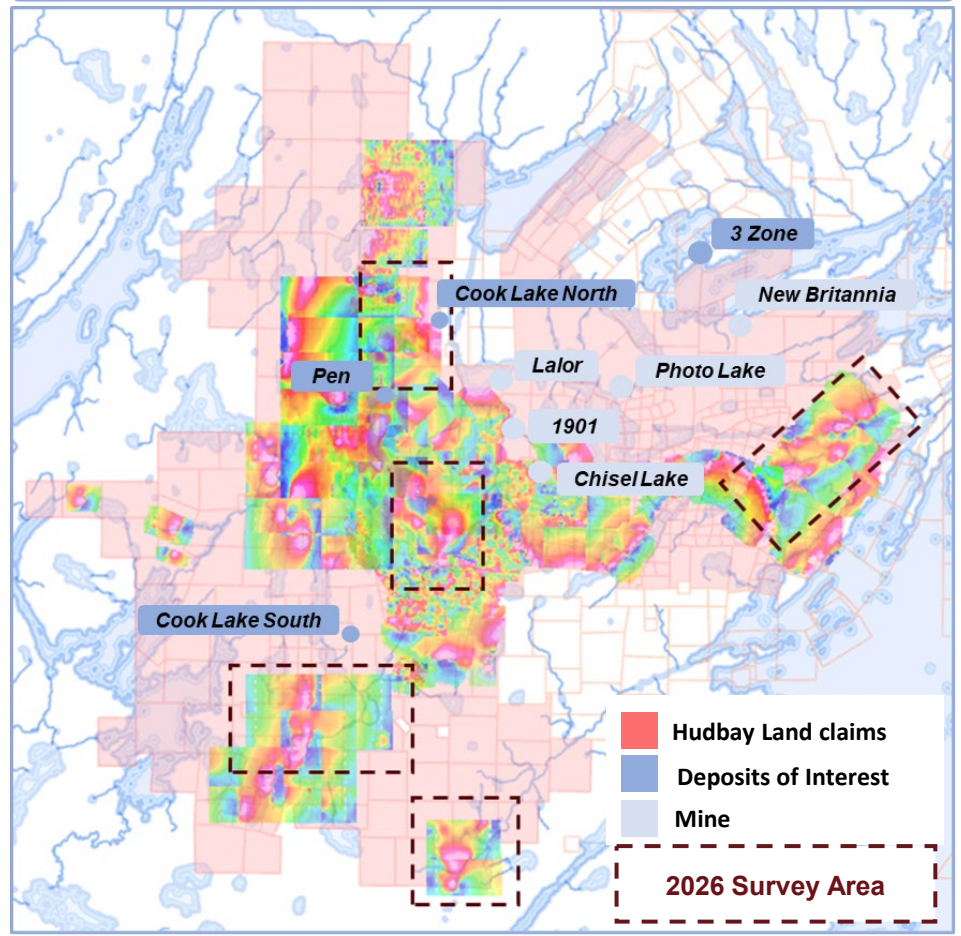 3 Zone
Cook Lake North
New Britannia
Lalor
Photo Lake
Pen
1901
Chisel Lake
Cook Lake South
Hudbay Land claims
Deposits of Interest
Mine
2026 Survey Area